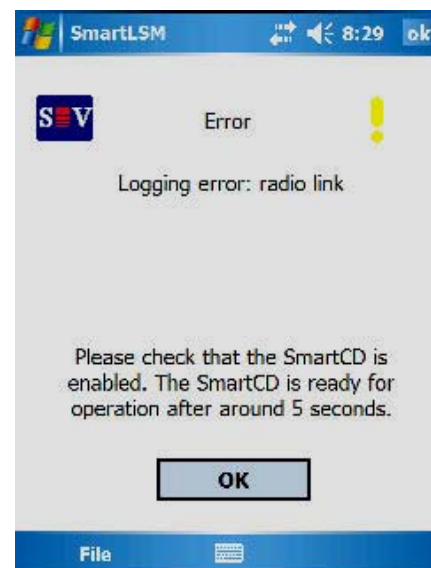 SmartLSM 8:29 ok
S V Error !
Logging error: radio link
Please check that the SmartCD is
enabled. The SmartCD is ready for
operation after around 5 seconds.
OK
File